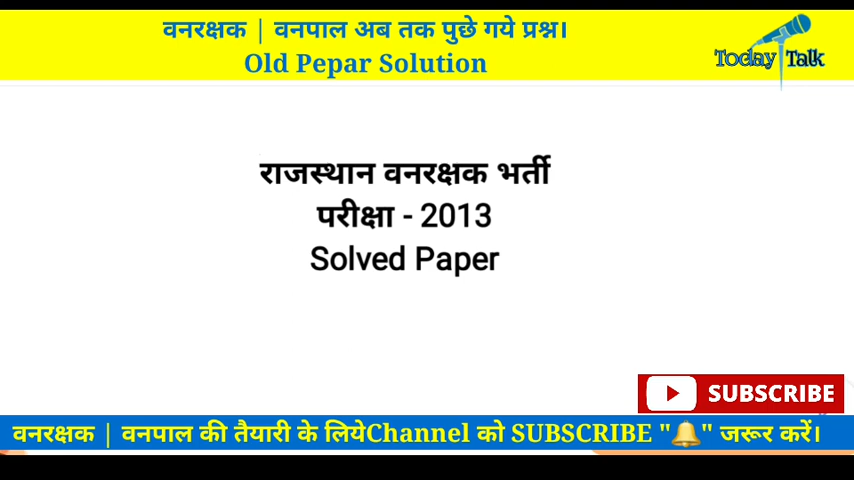 वनरक्षक | वनपाल अब तक पुछे गये प्रश्न।
Old Pepar Solution
Today Talk
राजस्थान वनरक्षक भर्ती
परीक्षा - 2013
Solved Paper
SUBSCRIBE
वनरक्षक | वनपाल की तैयारी के लियेChannel को SUBSCRIBE "🔔" जरूर करें।